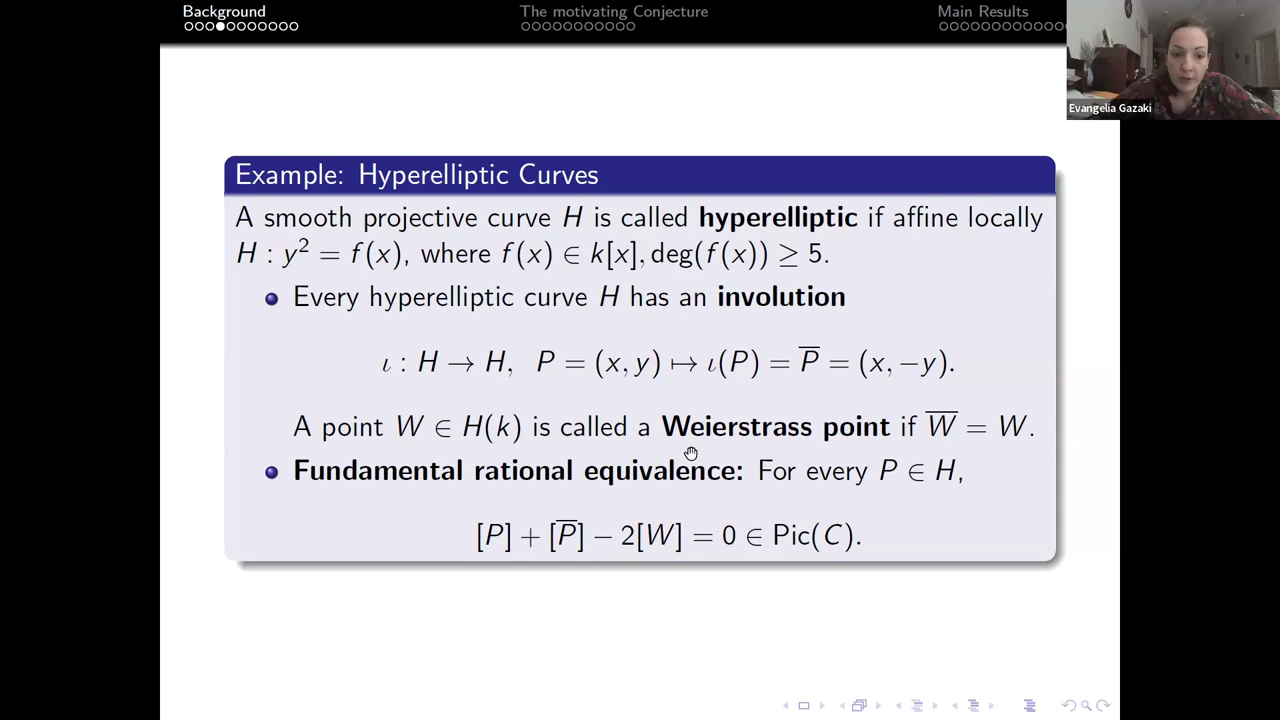 Background
The motivating Conjecture
Main Results
Evangelia Gazaki
Example: Hyperelliptic Curves
A smooth projective curve H is called hyperelliptic if affine locally
H : y² = f(x), where f(x) ∈ k[x], deg(f(x)) ≥ 5.
Every hyperelliptic curve H has an involution
ι : H → H, P = (x, y) ↦ ι(P) = P̅ = (x, −y).
A point W ∈ H(k) is called a Weierstrass point if W̅ = W.
Fundamental rational equivalence: For every P ∈ H,
[P] + [P̅] − 2[W] = 0 ∈ Pic(C).